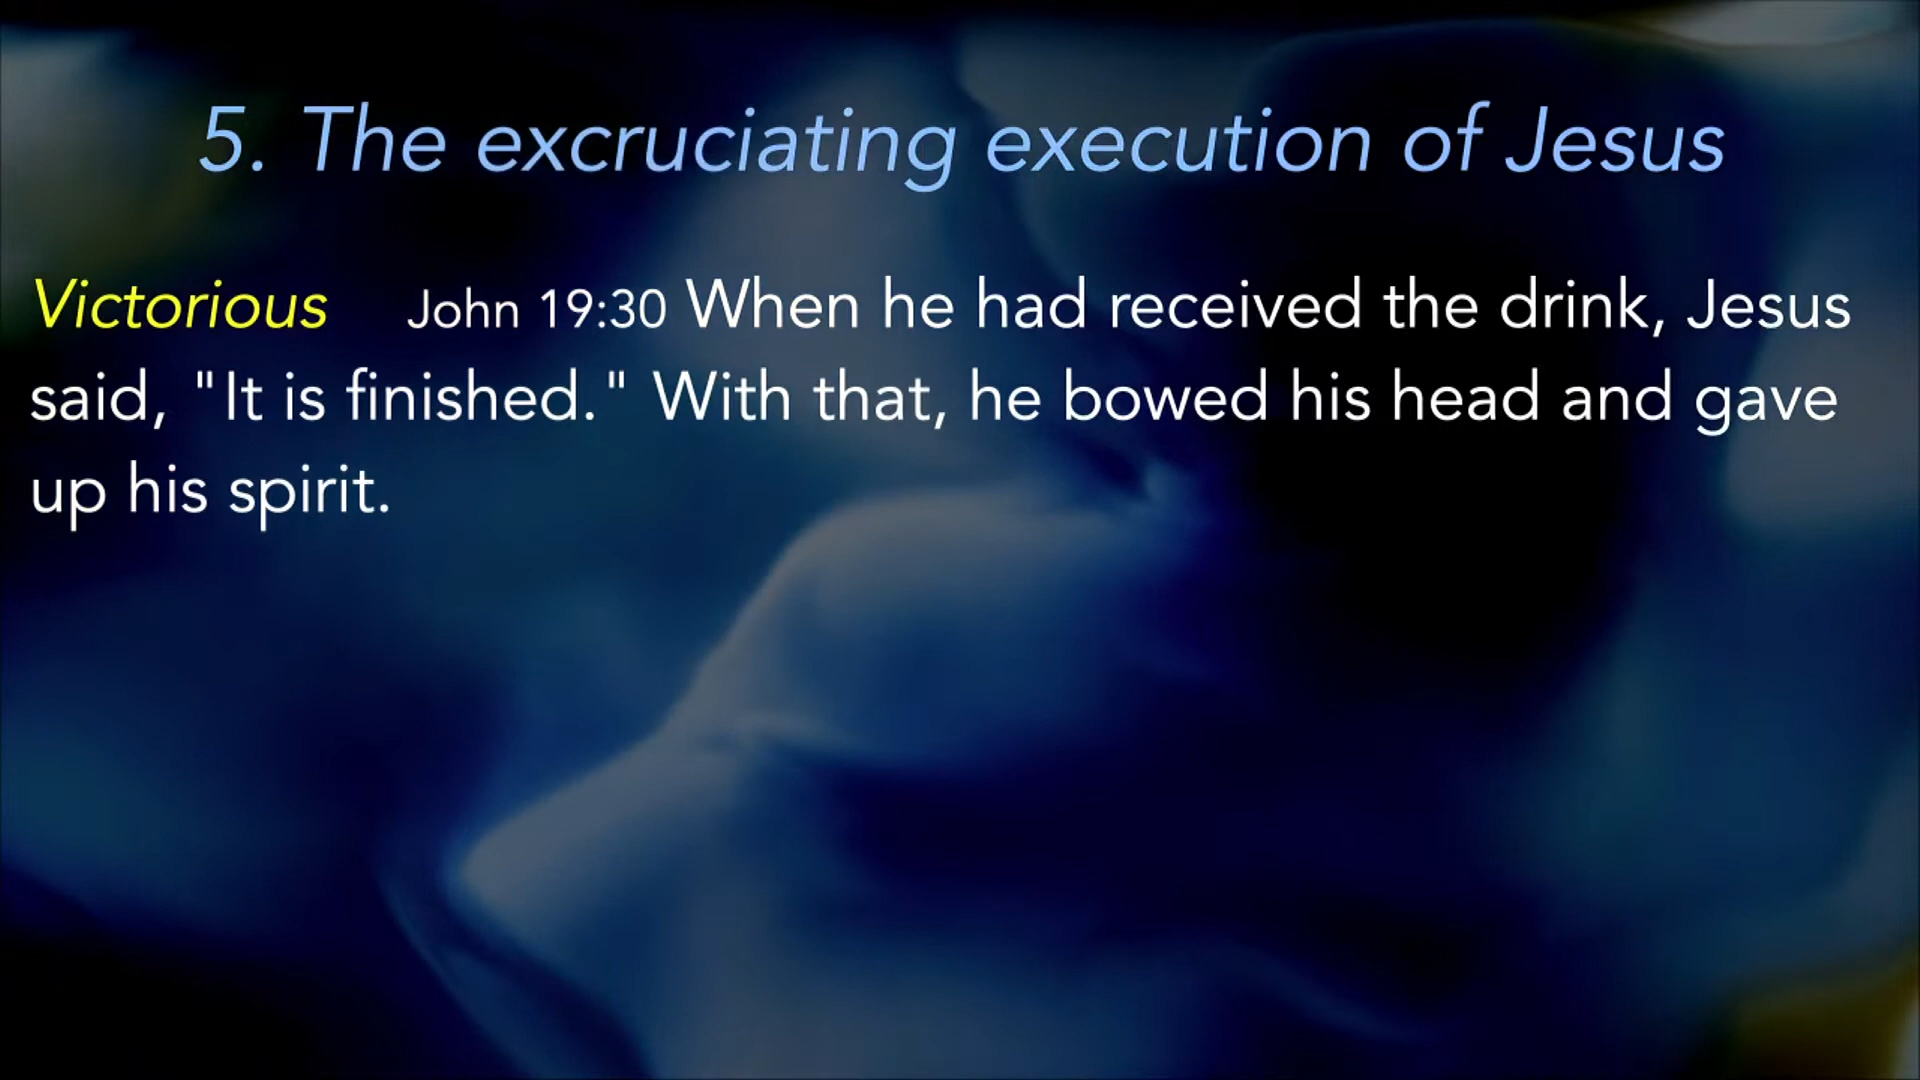 5. The excruciating execution of Jesus
Victorious John 19:30 When he had received the drink, Jesus
said, "It is finished." With that, he bowed his head and gave
up his spirit.